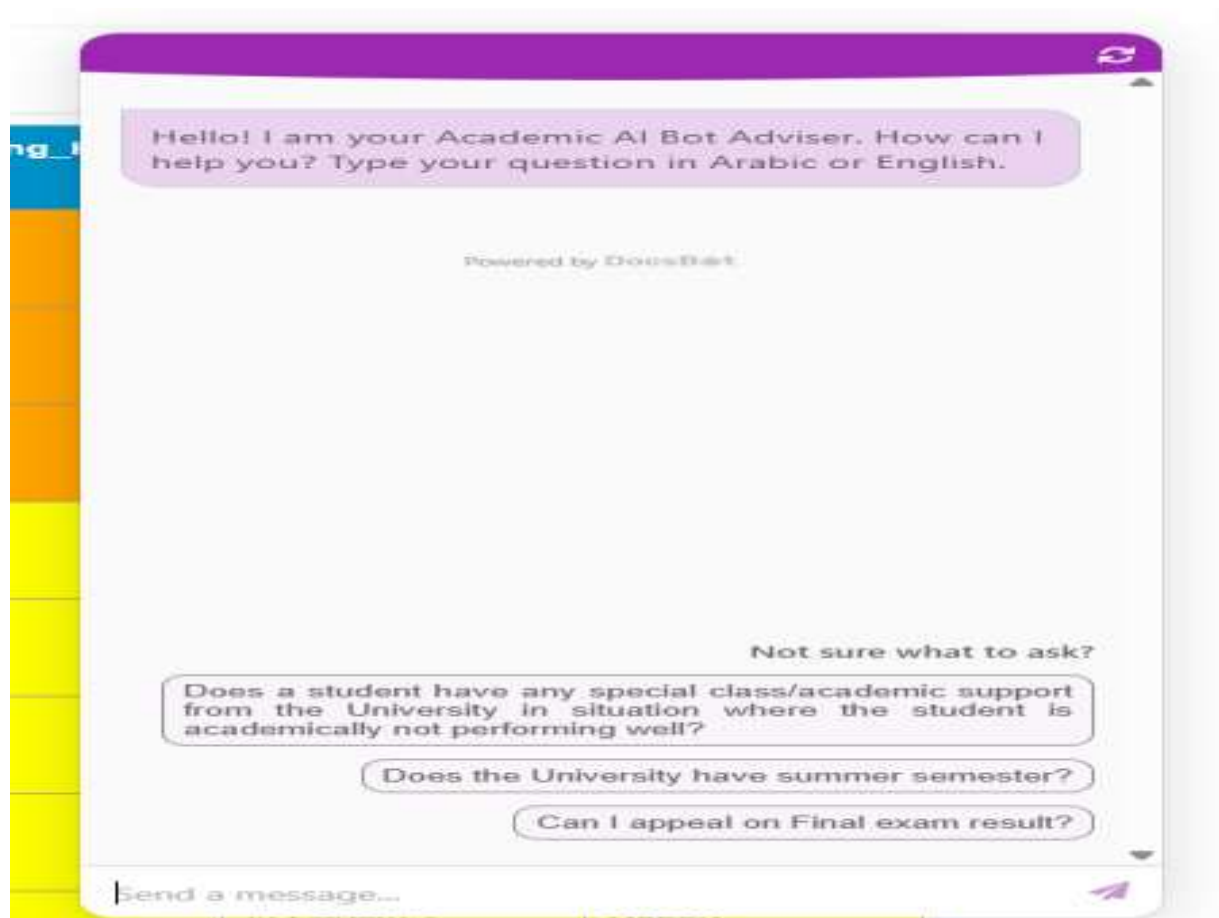 Hello! I am your Academic AI Bot Adviser. How can I
help you? Type your question in Arabic or English.
Powered by DocsBot
Not sure what to ask?
Does a student have any special class/academic support
from the University in situation where the student is
academically not performing well?
Does the University have summer semester?
Can I appeal on Final exam result?
Send a message...